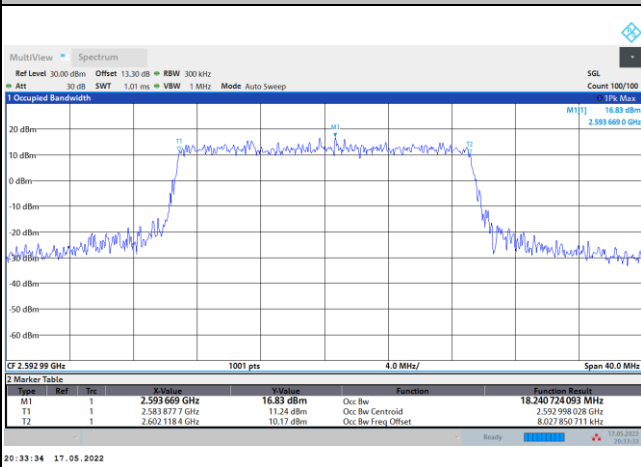 MultiView Spectrum
Ref Level 30.00 dBm Offset 13.30 dB RBW 300 kHz SGL
Att 30 dB SWT 1.01 ms VBW 1 MHz Mode Auto Sweep Count 100/100
1 Occupied Bandwidth 1Pk Max
M1[1] 16.83 dBm
2.593 669 0 GHz
M1
T1
T2
20 dBm
10 dBm
0 dBm
-10 dBm
-20 dBm
-30 dBm
-40 dBm
-50 dBm
-60 dBm
CF 2.592 99 GHz 1001 pts 4.0 MHz/ Span 40.0 MHz
2 Marker Table
Type Ref Trc X-Value Y-Value Function Function Result
M1 1 2.593 669 GHz 16.83 dBm Occ Bw 18.240 724 093 MHz
T1 1 2.583 877 7 GHz 11.24 dBm Occ Bw Centroid 2.592 998 028 GHz
T2 1 2.602 118 4 GHz 10.17 dBm Occ Bw Freq Offset 8.027 850 711 kHz
Ready 17.05.2022
20:33:33
20:33:34 17.05.2022